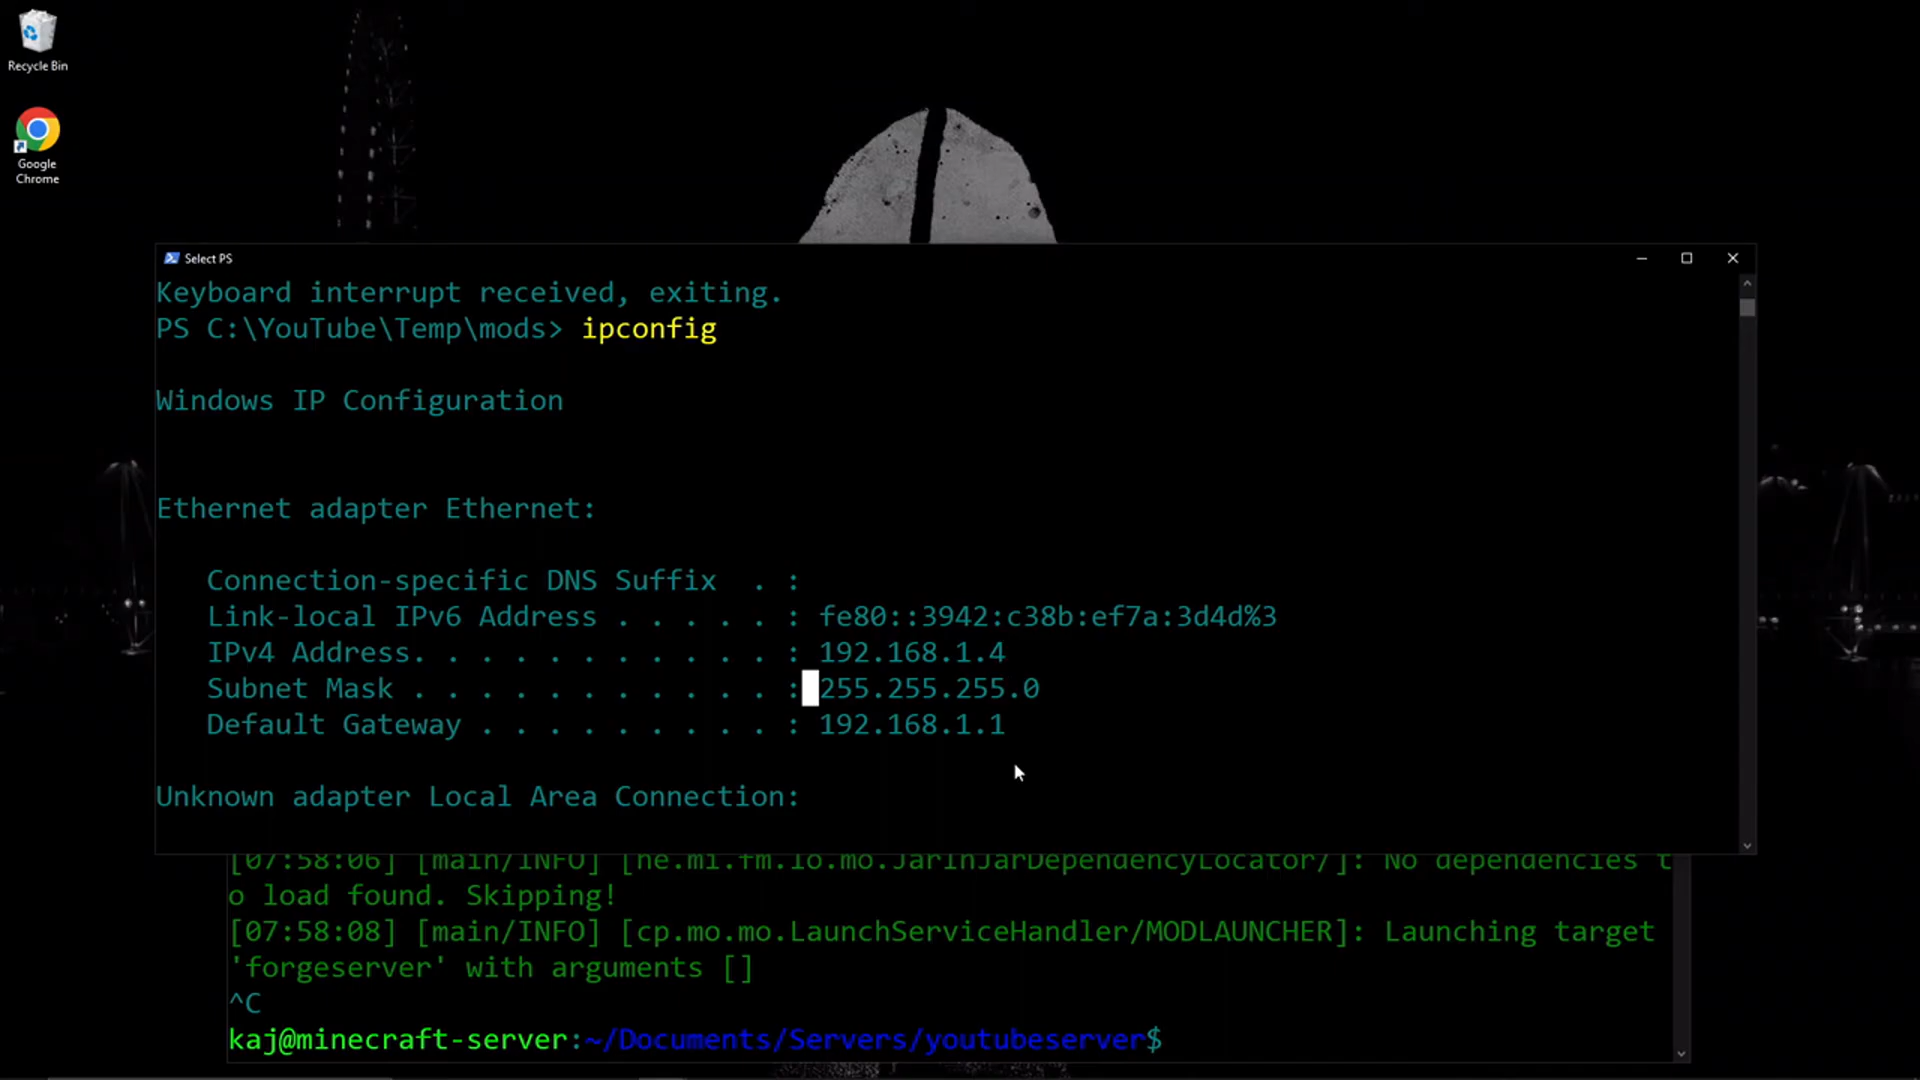 Recycle Bin
Google
Chrome
Select PS
Keyboard interrupt received, exiting.
PS C:\YouTube\Temp\mods> ipconfig
Windows IP Configuration
Ethernet adapter Ethernet:
Connection-specific DNS Suffix  . :
Link-local IPv6 Address . . . . . : fe80::3942:c38b:ef7a:3d4d%3
IPv4 Address. . . . . . . . . . . : 192.168.1.4
Subnet Mask . . . . . . . . . . . : 255.255.255.0
Default Gateway . . . . . . . . . : 192.168.1.1
Unknown adapter Local Area Connection:
[07:58:06] [main/INFO] [ne.mi.fm.lo.mo.JarInJarDependencyLocator/]: No dependencies t
o load found. Skipping!
[07:58:08] [main/INFO] [cp.mo.mo.LaunchServiceHandler/MODLAUNCHER]: Launching target
'forgeserver' with arguments []
^C
kaj@minecraft-server:~/Documents/Servers/youtubeserver$